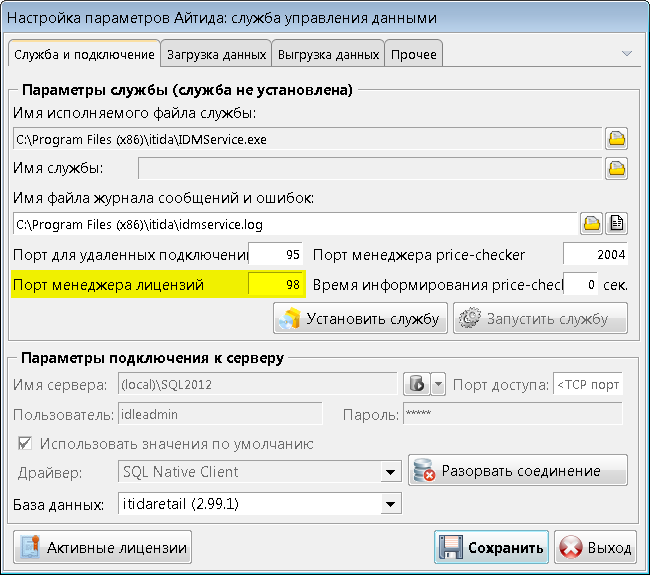 Настройка параметров Айтида: служба управления данными
Служба и подключение Загрузка данных Выгрузка данных Прочее
Параметры службы (служба не установлена)
Имя исполняемого файла службы:
C:\Program Files (x86)\itida\IDMService.exe
Имя службы:
Имя файла журнала сообщений и ошибок:
C:\Program Files (x86)\itida\idmservice.log
Порт для удаленных подключени 95 Порт менеджера price-checker 2004
Порт менеджера лицензий 98 Время информирования price-checl 0 сек.
Установить службу Запустить службу
Параметры подключения к серверу
Имя сервера: (local)\SQL2012 Порт доступа: <TCP порт
Пользователь: idleadmin Пароль: *****
Использовать значения по умолчанию
Драйвер: SQL Native Client Разорвать соединение
База данных: itidaretail (2.99.1)
Активные лицензии Сохранить Выход